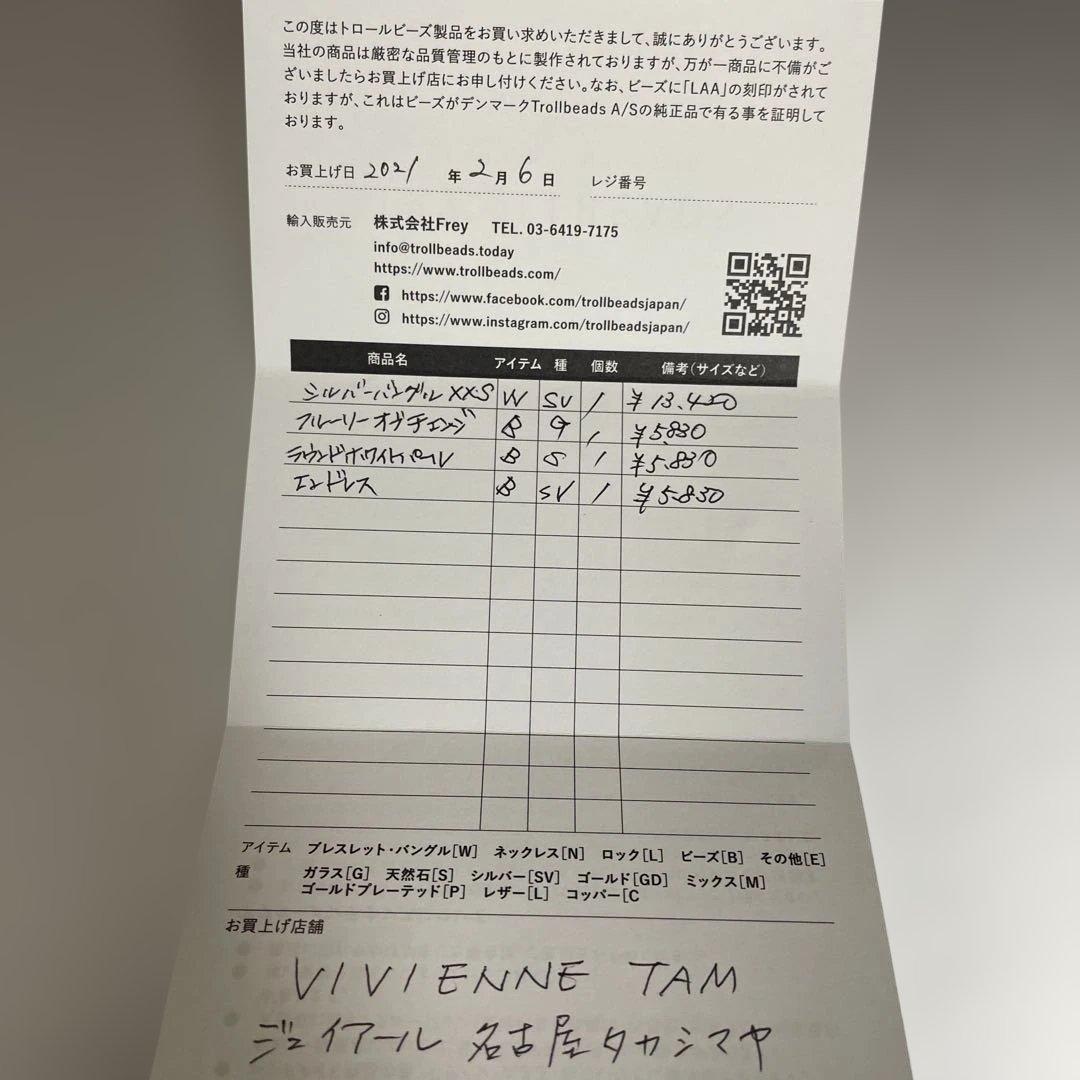 この度はトロールビーズ製品をお買い求めいただきまして、誠にありがとうございます。
当社の商品は厳密な品質管理のもとに製作されておりますが、万が一商品に不備がご
ざいましたらお買上げ店にお申し付けください。なお、ビーズに「LAA」の刻印がされて
おりますが、これはビーズがデンマークTrollbeads A/Sの純正品で有る事を証明して
おります。
お買上げ日 2021 年 2 月 6 日 レジ番号
輸入販売元 株式会社Frey TEL. 03-6419-7175
info@trollbeads.today
https://www.trollbeads.com/
https://www.facebook.com/trollbeadsjapan/
https://www.instagram.com/trollbeadsjapan/
商品名 アイテム 種 個数 備考(サイズなど)
シルバーバングル XXS W SV 1 ¥13.420
フルーリーオヴチェンジ B G 1 ¥5.830
ラウンドホワイトパール B S 1 ¥5.830
エンドレス B SV 1 ¥5.830
アイテム ブレスレット・バングル[W] ネックレス[N] ロック[L] ビーズ[B] その他[E]
種 ガラス[G] 天然石[S] シルバー[SV] ゴールド[GD] ミックス[M]
ゴールドプレーテッド[P] レザー[L] コッパー[C
お買上げ店舗
VIVIENNE TAM
ジェイアール 名古屋タカシマヤ